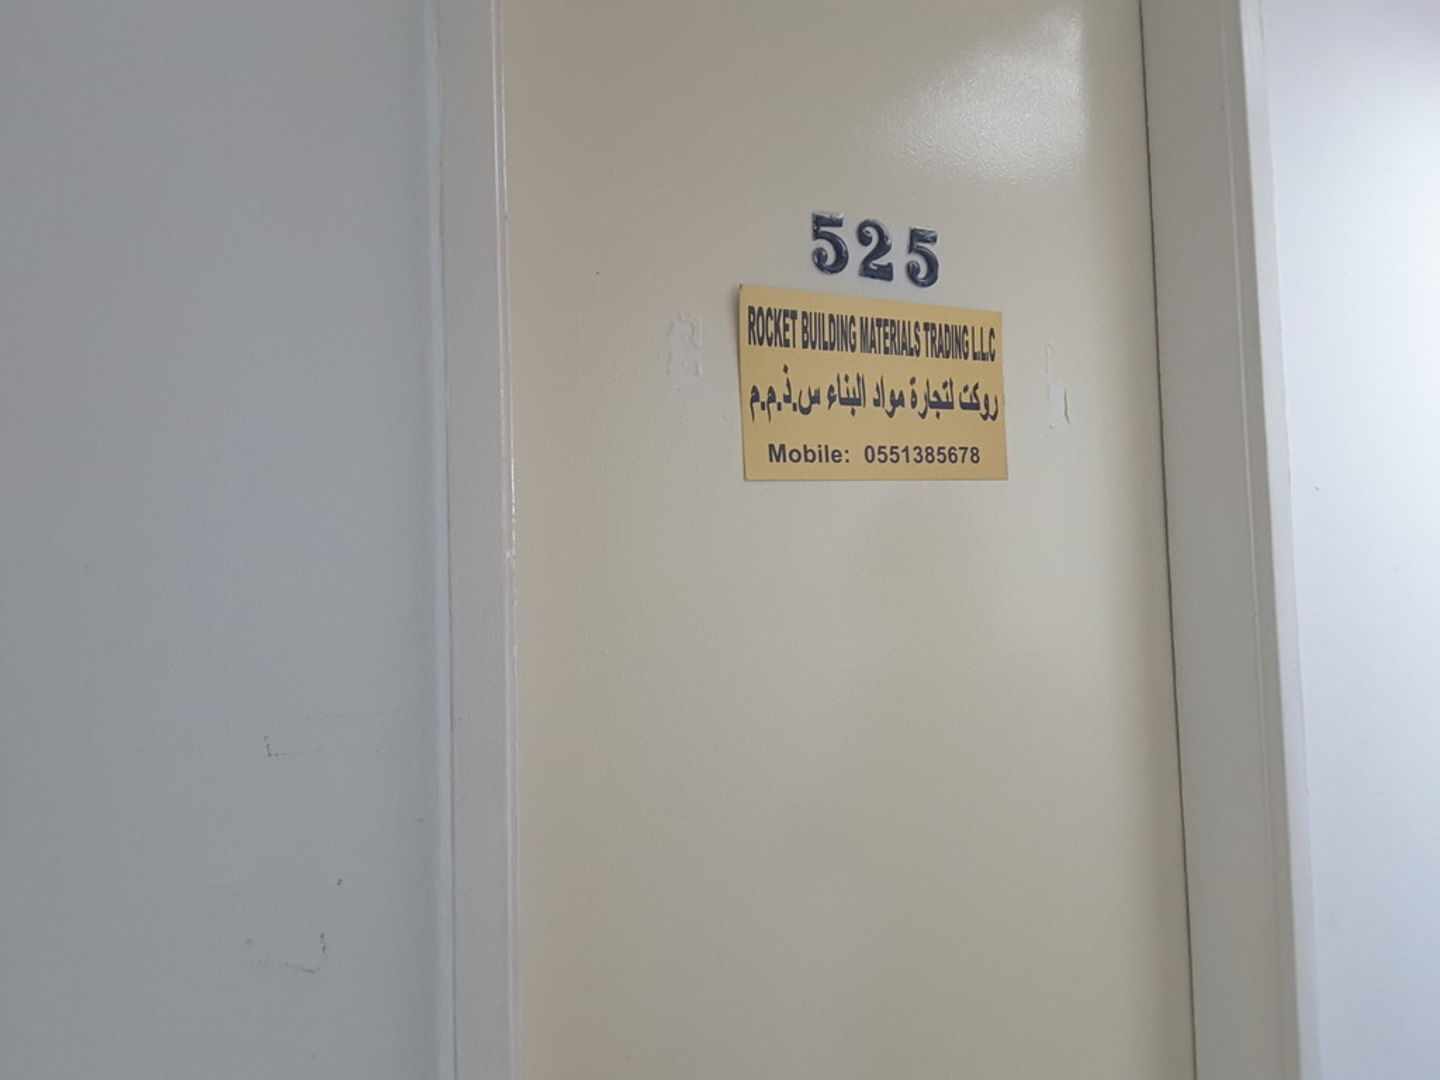 525
ROCKET BUILDING MATERIALS TRADING L.L.C
روكت لتجارة مواد البناء س.ذ.م.م
Mobile: 0551385678